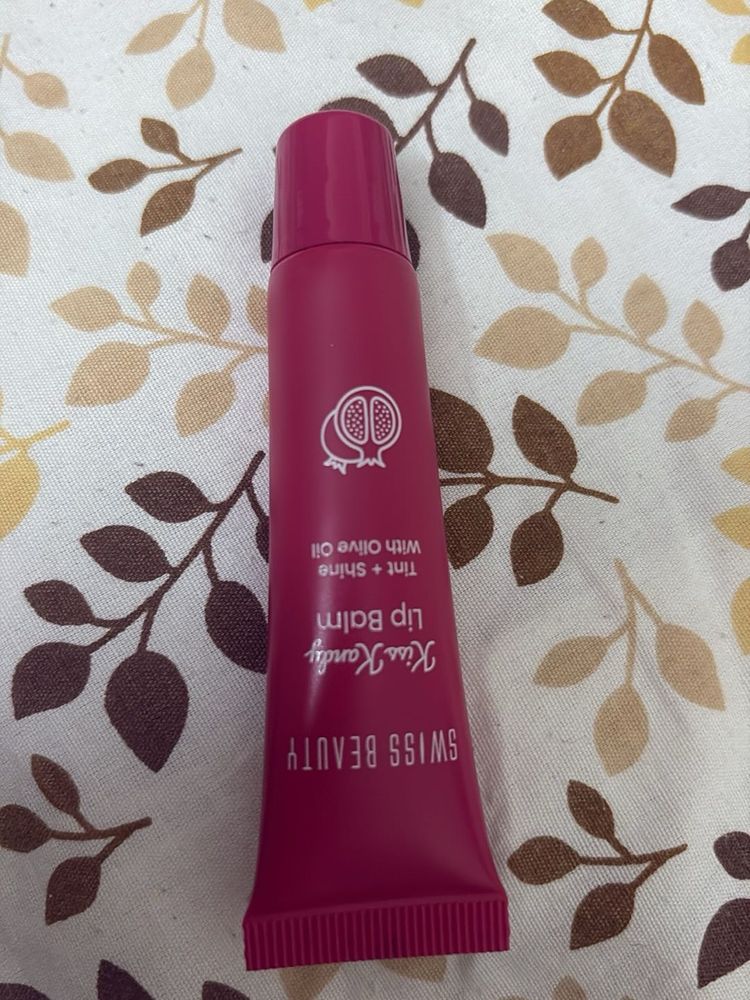 SWISS BEAUTY
Kiss Kandy
Lip Balm
Tint + Shine
With Olive Oil